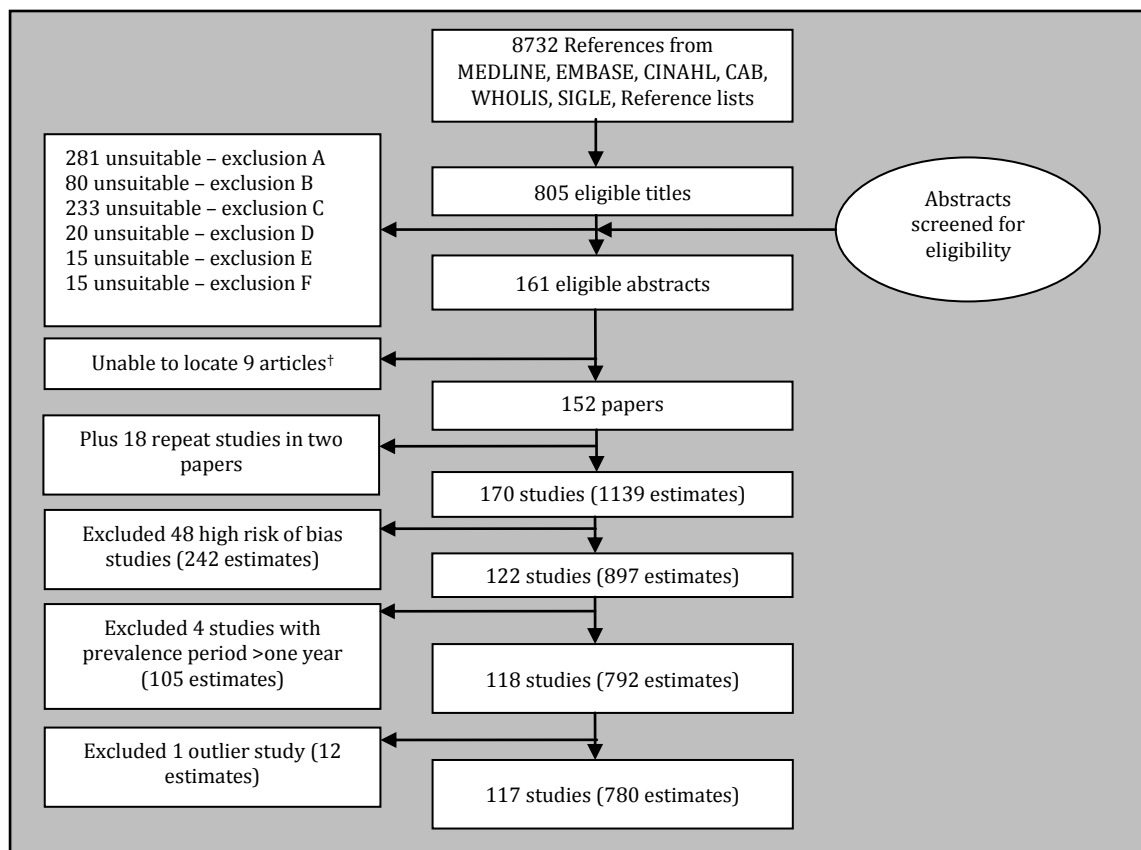 8732 References from
MEDLINE, EMBASE, CINAHL, CAB,
WHOLIS, SIGLE, Reference lists
281 unsuitable – exclusion A
80 unsuitable – exclusion B
233 unsuitable – exclusion C
20 unsuitable – exclusion D
15 unsuitable – exclusion E
15 unsuitable – exclusion F
805 eligible titles
Abstracts
screened for
eligibility
161 eligible abstracts
Unable to locate 9 articles†
152 papers
Plus 18 repeat studies in two
papers
170 studies (1139 estimates)
Excluded 48 high risk of bias
studies (242 estimates)
122 studies (897 estimates)
Excluded 4 studies with
prevalence period >one year
(105 estimates)
118 studies (792 estimates)
Excluded 1 outlier study (12
estimates)
117 studies (780 estimates)